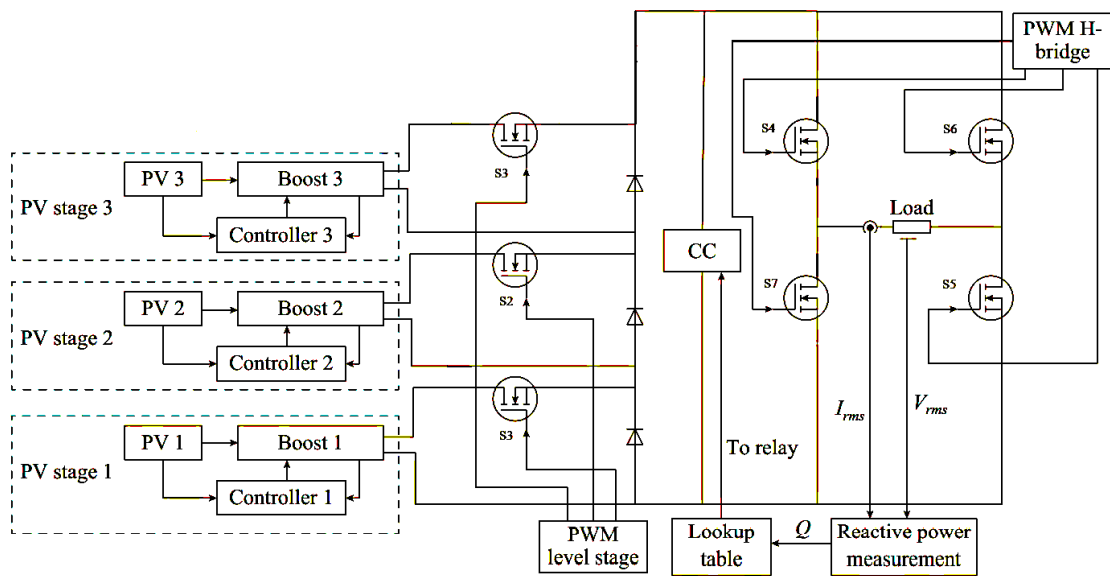 PWM H-
bridge
S4
S6
S3
PV stage 3
PV 3
Boost 3
Controller 3
Load
CC
S7
S5
S2
PV stage 2
PV 2
Boost 2
Controller 2
S3
I_rms
V_rms
To relay
PV stage 1
PV 1
Boost 1
Controller 1
PWM
level stage
Lookup
table
Q
Reactive power
measurement